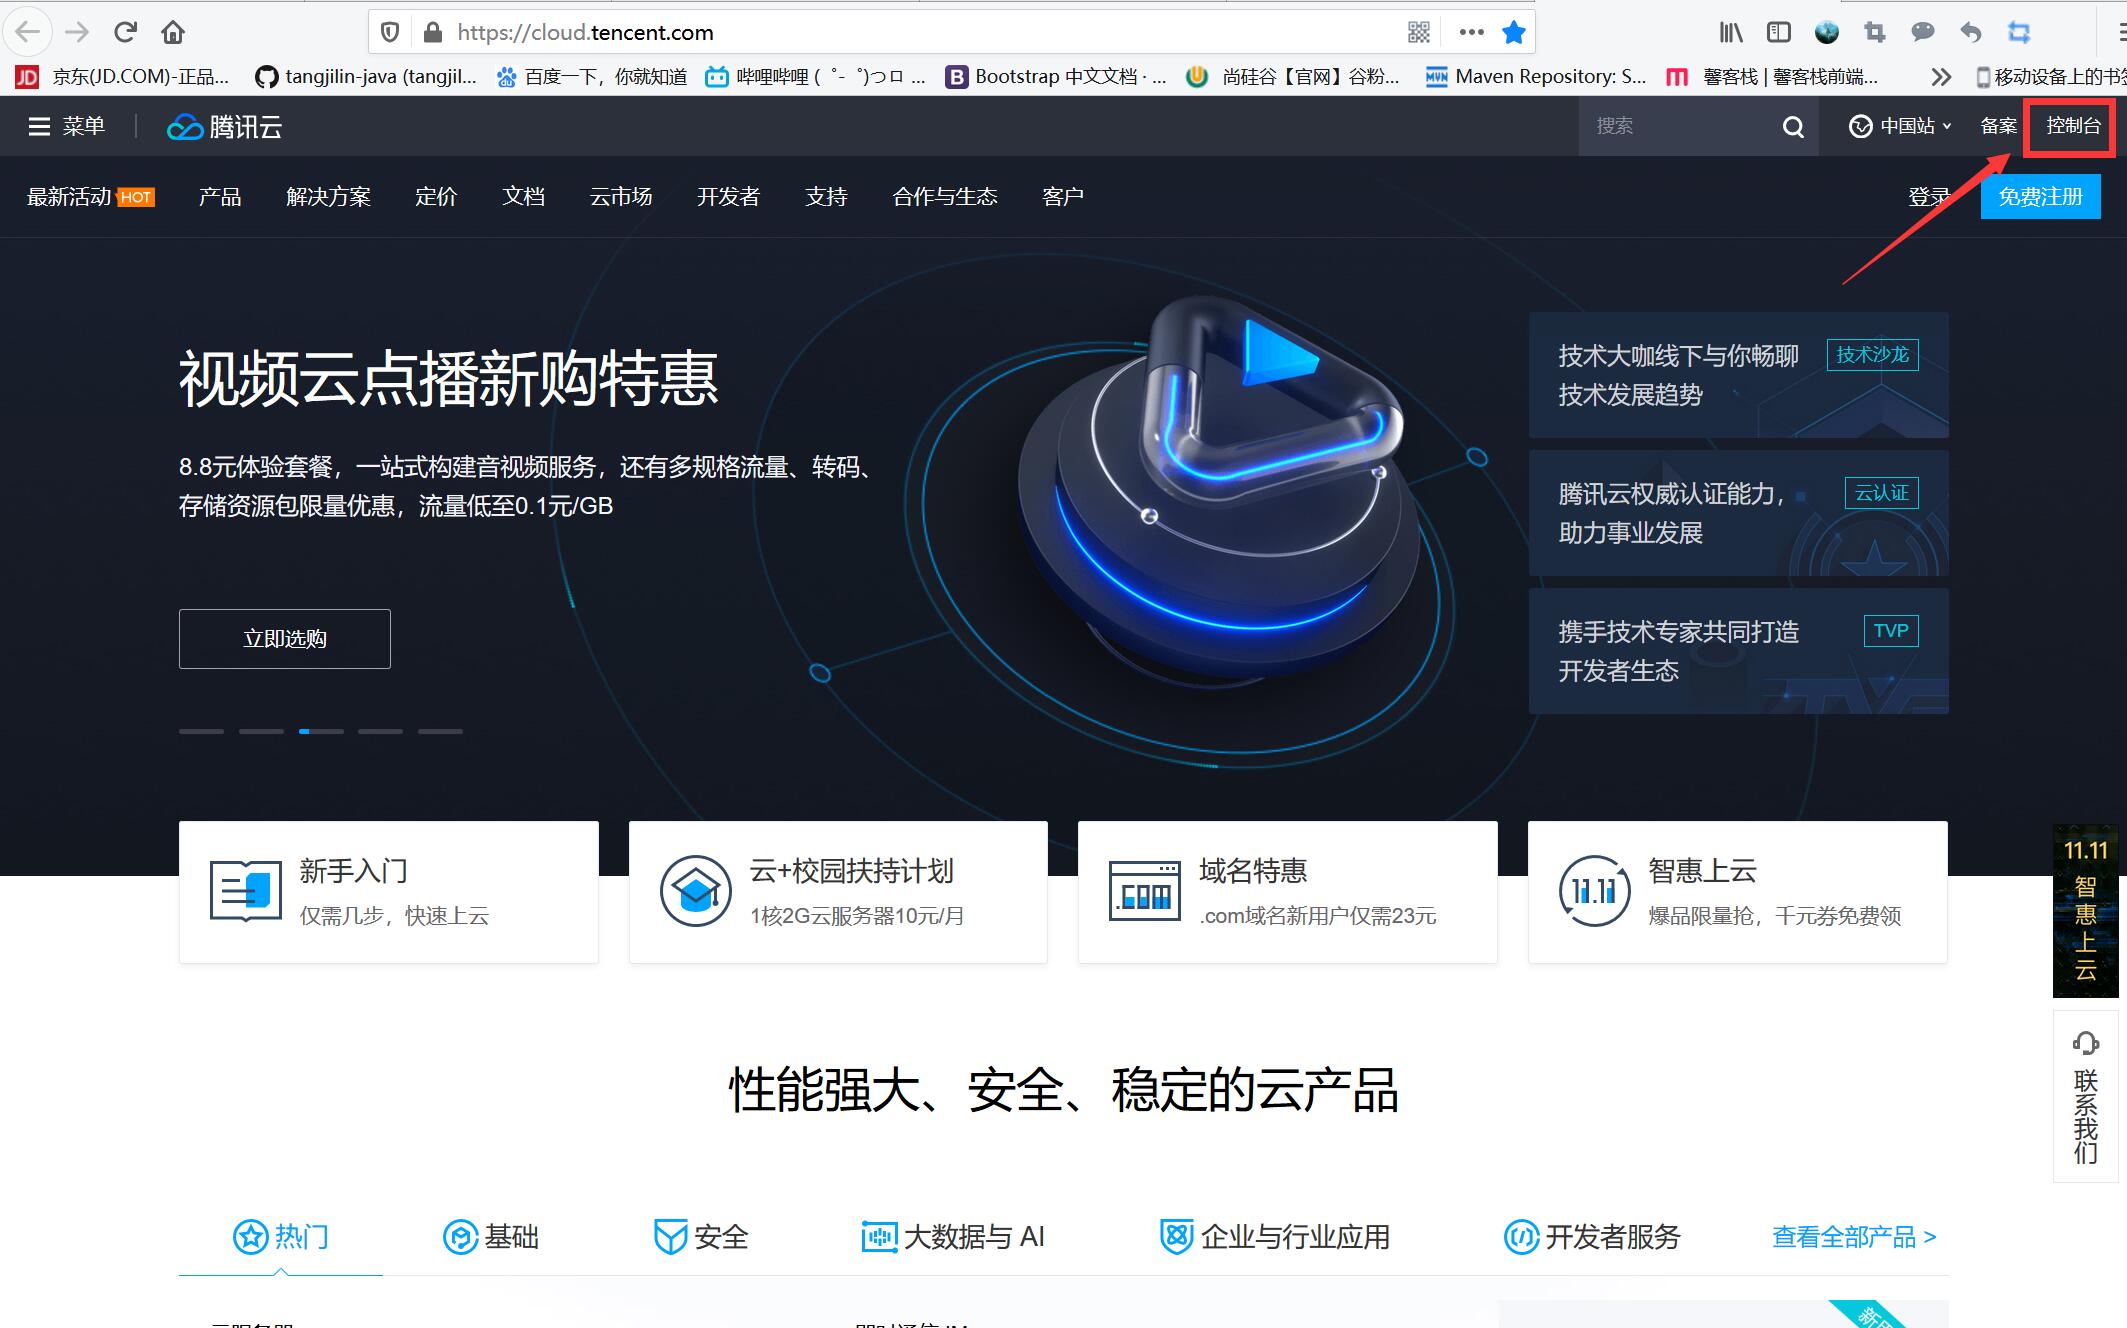 https://cloud.tencent.com
京东(JD.COM)-正品...
tangjilin-java (tangjil...
百度一下，你就知道
哔哩哔哩 ( ゜- ゜)つロ ...
Bootstrap 中文文档 · ...
尚硅谷【官网】谷粉...
Maven Repository: S...
馨客栈 | 馨客栈前端...
移动设备上的书签
菜单
腾讯云
搜索
中国站
备案
控制台
最新活动 HOT
产品
解决方案
定价
文档
云市场
开发者
支持
合作与生态
客户
登录
免费注册
视频云点播新购特惠
8.8元体验套餐，一站式构建音视频服务，还有多规格流量、转码、
存储资源包限量优惠，流量低至0.1元/GB
立即选购
技术大咖线下与你畅聊
技术发展趋势
技术沙龙
腾讯云权威认证能力，
助力事业发展
云认证
携手技术专家共同打造
开发者生态
TVP
新手入门
仅需几步，快速上云
云+校园扶持计划
1核2G云服务器10元/月
.com
域名特惠
.com域名新用户仅需23元
11.11
智惠上云
爆品限量抢，千元券免费领
11.11
智惠上云
联系我们
性能强大、安全、稳定的云产品
热门
基础
安全
大数据与 AI
企业与行业应用
开发者服务
查看全部产品 >